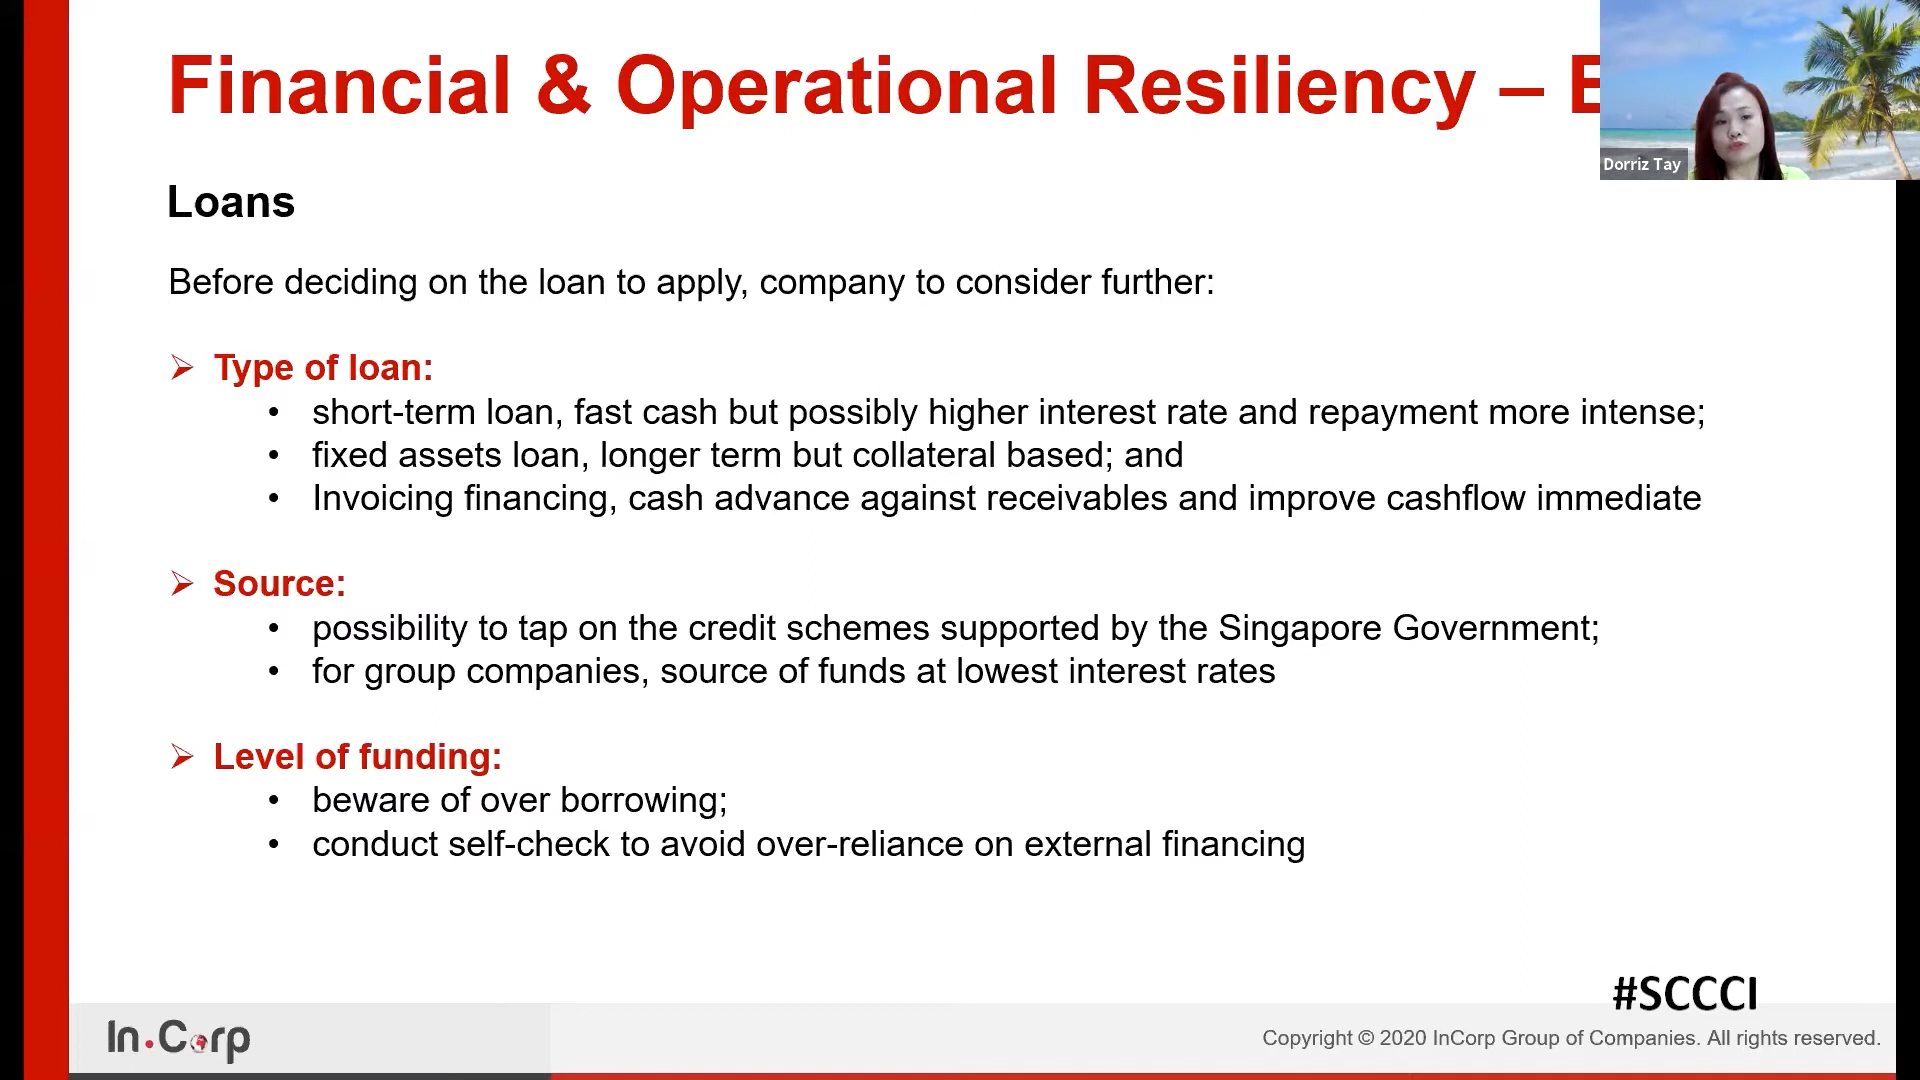 Financial & Operational Resiliency –
Dorriz Tay
Loans
Before deciding on the loan to apply, company to consider further:
➢ Type of loan:
• short-term loan, fast cash but possibly higher interest rate and repayment more intense;
• fixed assets loan, longer term but collateral based; and
• Invoicing financing, cash advance against receivables and improve cashflow immediate
➢ Source:
• possibility to tap on the credit schemes supported by the Singapore Government;
• for group companies, source of funds at lowest interest rates
➢ Level of funding:
• beware of over borrowing;
• conduct self-check to avoid over-reliance on external financing
#SCCCI
In.Corp
Copyright © 2020 InCorp Group of Companies. All rights reserved.